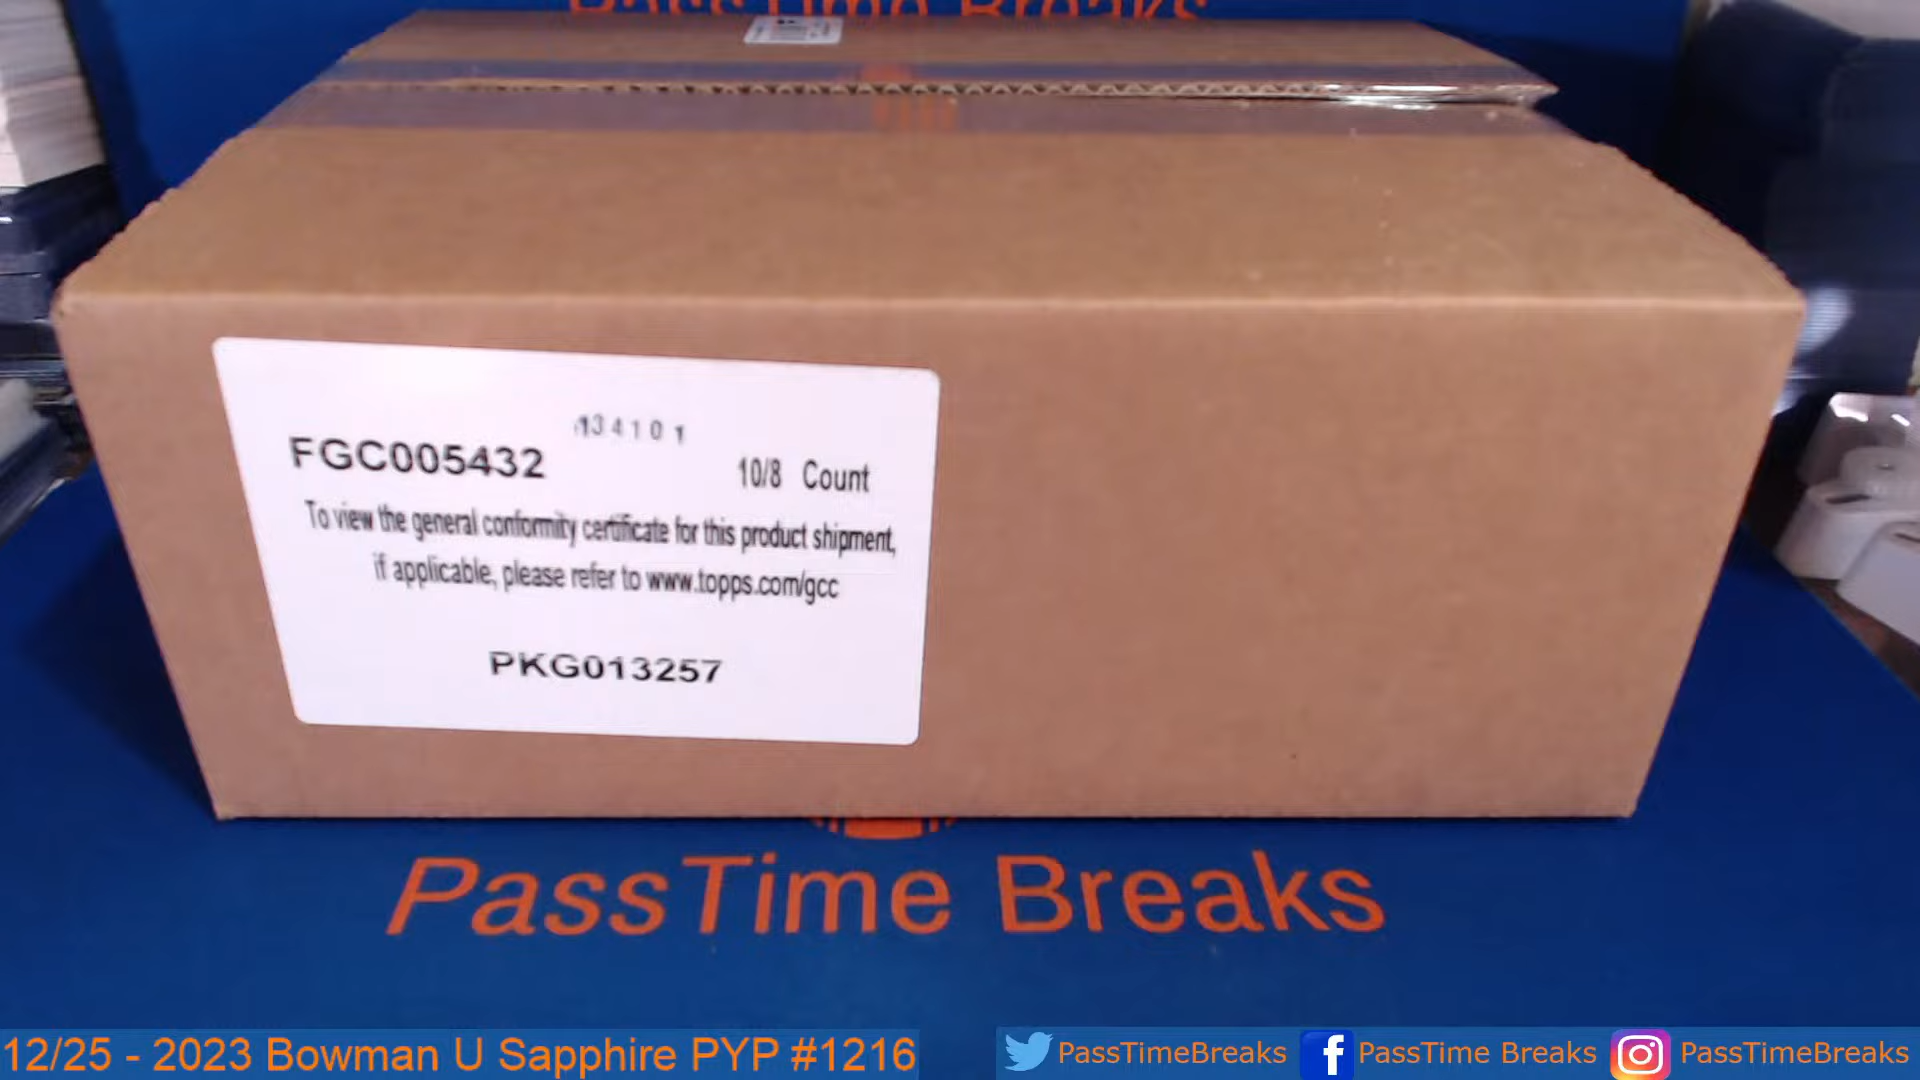 PassTime Breaks
134101
FGC005432
10/8 Count
To view the general conformity certificate for this product shipment,
if applicable, please refer to www.topps.com/gcc
PKG013257
PassTime Breaks
12/25 - 2023 Bowman U Sapphire PYP #1216
PassTimeBreaks
PassTime Breaks
PassTimeBreaks